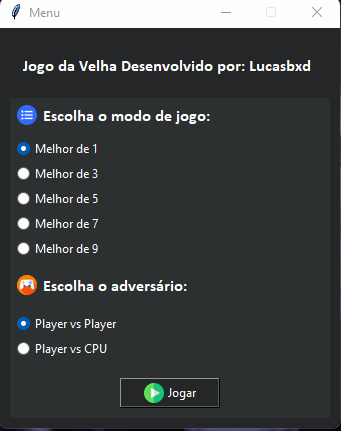 Menu
Jogo da Velha Desenvolvido por: Lucasbxd
Escolha o modo de jogo:
Melhor de 1
Melhor de 3
Melhor de 5
Melhor de 7
Melhor de 9
Escolha o adversário:
Player vs Player
Player vs CPU
Jogar